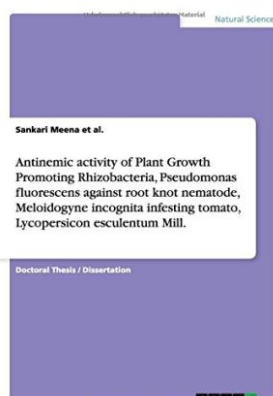 Natural Science
Sankari Meena et al.
Antinemic activity of Plant Growth
Promoting Rhizobacteria, Pseudomonas
fluorescens against root knot nematode,
Meloidogyne incognita infesting tomato,
Lycopersicon esculentum Mill.
Doctoral Thesis / Dissertation